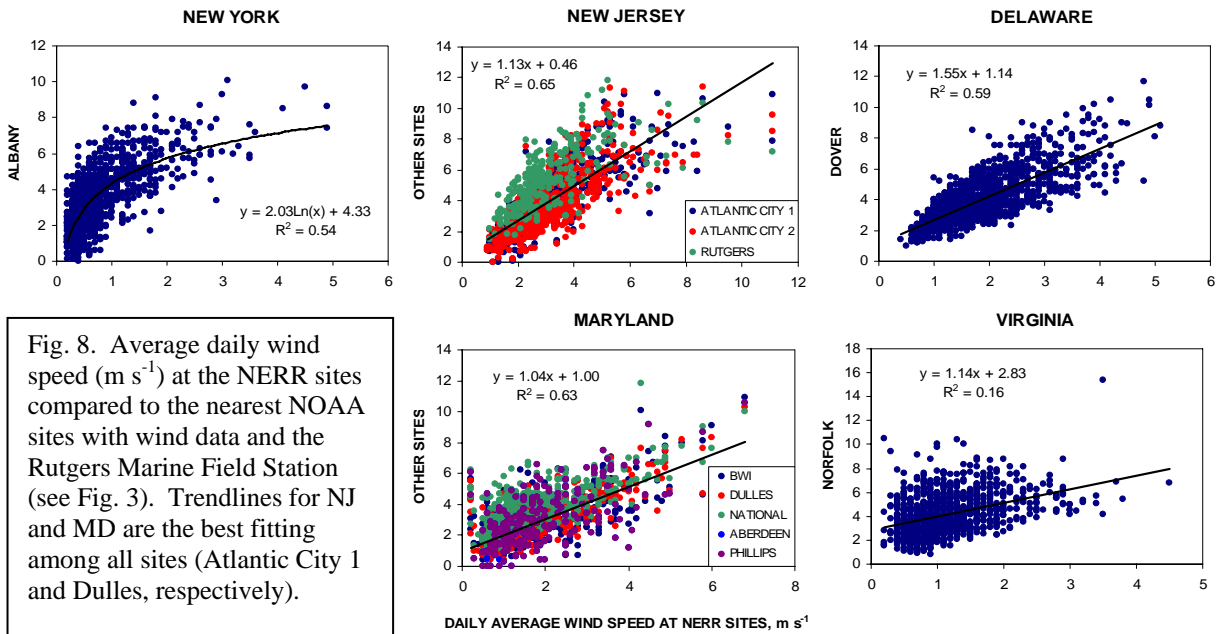 NEW YORK
ALBANY
12
10
8
6
4
2
0
y = 2.03Ln(x) + 4.33
R² = 0.54
0 1 2 3 4 5 6
NEW JERSEY
OTHER SITES
14
12
10
8
6
4
2
0
y = 1.13x + 0.46
R² = 0.65
ATLANTIC CITY 1
ATLANTIC CITY 2
RUTGERS
0 2 4 6 8 10 12
DELAWARE
DOVER
14
12
10
8
6
4
2
0
y = 1.55x + 1.14
R² = 0.59
0 1 2 3 4 5 6
Fig. 8. Average daily wind
speed (m s⁻¹) at the NERR sites
compared to the nearest NOAA
sites with wind data and the
Rutgers Marine Field Station
(see Fig. 3). Trendlines for NJ
and MD are the best fitting
among all sites (Atlantic City 1
and Dulles, respectively).
MARYLAND
OTHER SITES
14
12
10
8
6
4
2
0
y = 1.04x + 1.00
R² = 0.63
BWI
DULLES
NATIONAL
ABERDEEN
PHILLIPS
0 2 4 6 8
VIRGINIA
NORFOLK
18
16
14
12
10
8
6
4
2
0
y = 1.14x + 2.83
R² = 0.16
0 1 2 3 4 5
DAILY AVERAGE WIND SPEED AT NERR SITES, m s⁻¹